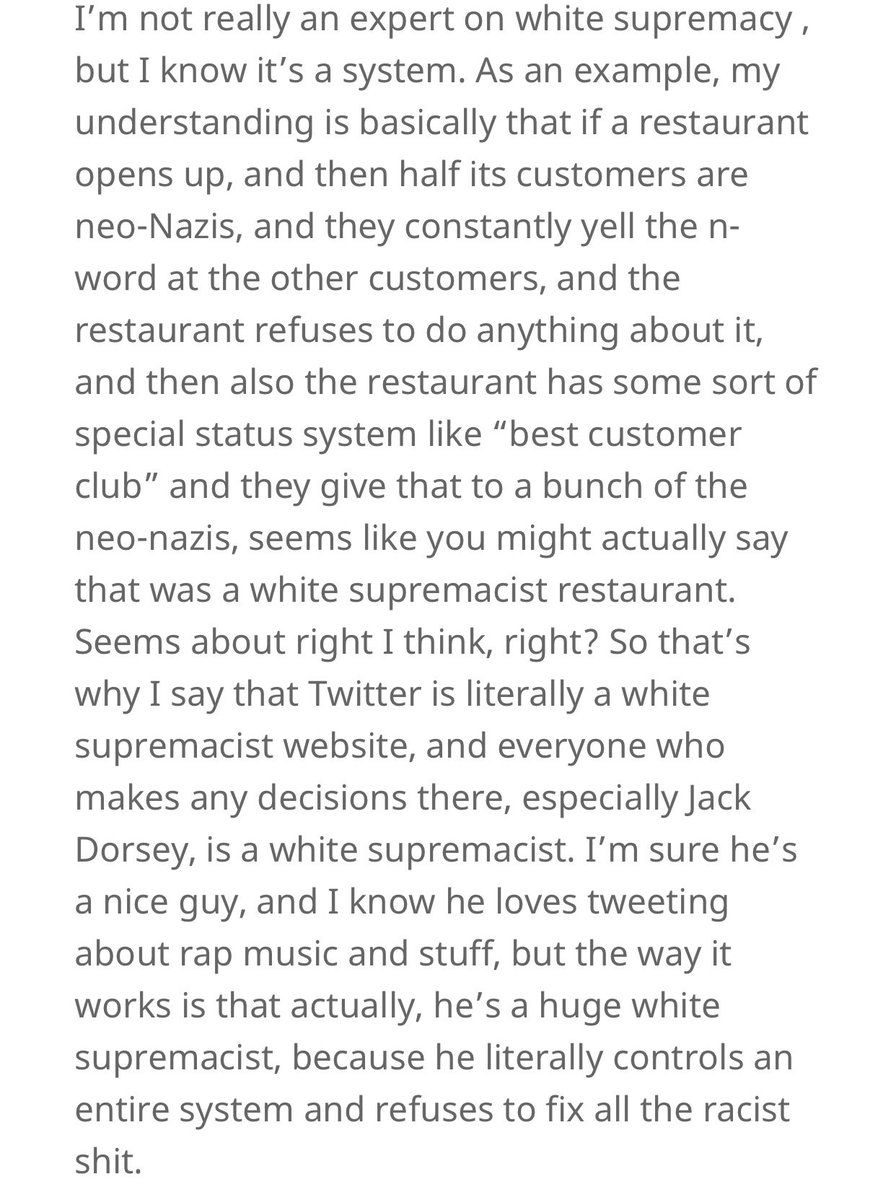 I’m not really an expert on white supremacy ,
but I know it’s a system. As an example, my
understanding is basically that if a restaurant
opens up, and then half its customers are
neo-Nazis, and they constantly yell the n-
word at the other customers, and the
restaurant refuses to do anything about it,
and then also the restaurant has some sort of
special status system like “best customer
club” and they give that to a bunch of the
neo-nazis, seems like you might actually say
that was a white supremacist restaurant.
Seems about right I think, right? So that’s
why I say that Twitter is literally a white
supremacist website, and everyone who
makes any decisions there, especially Jack
Dorsey, is a white supremacist. I’m sure he’s
a nice guy, and I know he loves tweeting
about rap music and stuff, but the way it
works is that actually, he’s a huge white
supremacist, because he literally controls an
entire system and refuses to fix all the racist
shit.